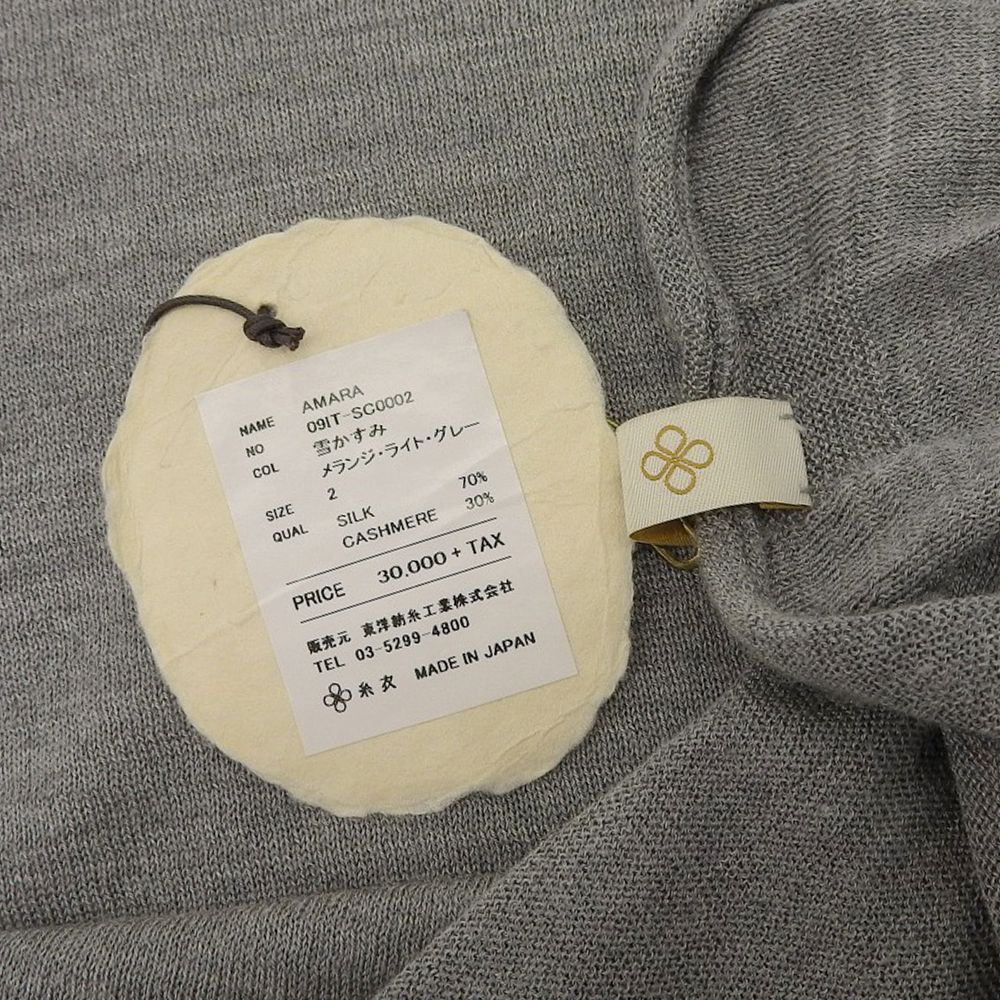 NAME AMARA
NO 09IT-SC0002
COL 雪かすみ
メランジ・ライト・グレー
SIZE 2
QUAL SILK 70%
CASHMERE 30%
PRICE 30,000 + TAX
販売元 東洋紡糸工業株式会社
TEL 03-5299-4800
糸衣 MADE IN JAPAN